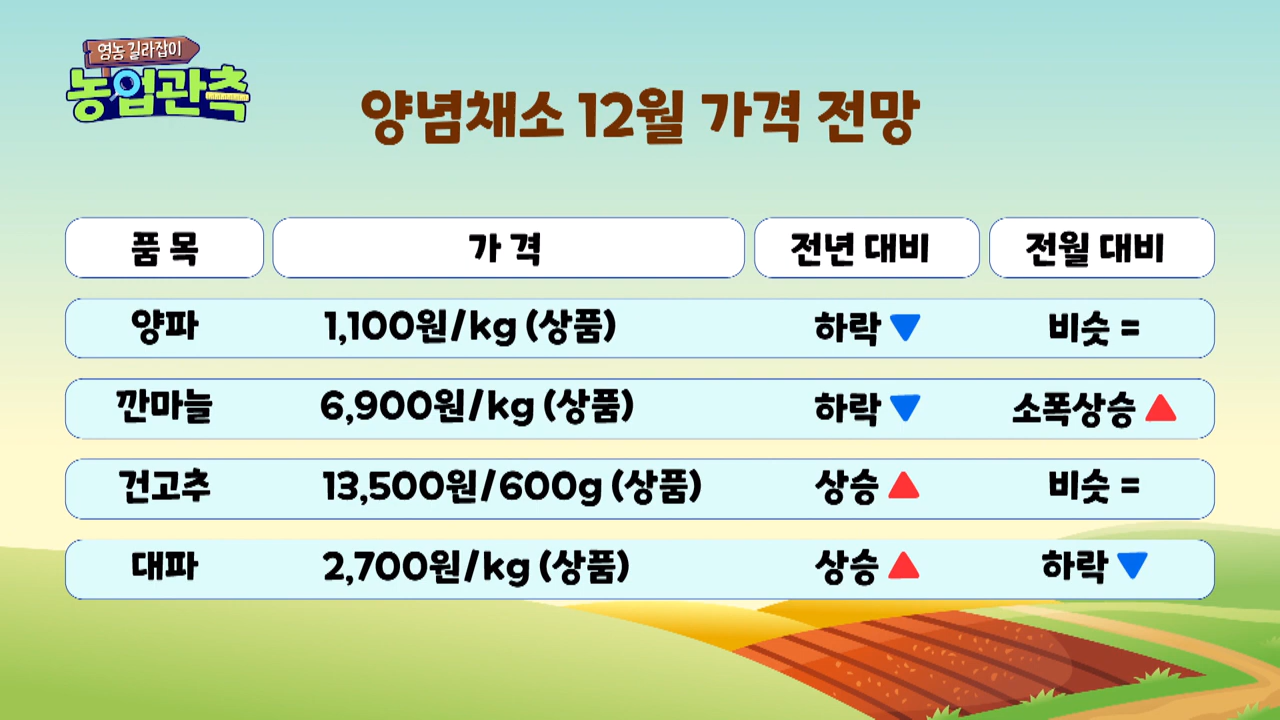 영농 길라잡이
농업관측
양념채소 12월 가격 전망
품 목 가 격 전년 대비 전월 대비
양파 1,100원/kg (상품) 하락 ▼ 비슷 =
깐마늘 6,900원/kg (상품) 하락 ▼ 소폭상승 ▲
건고추 13,500원/600g (상품) 상승 ▲ 비슷 =
대파 2,700원/kg (상품) 상승 ▲ 하락 ▼